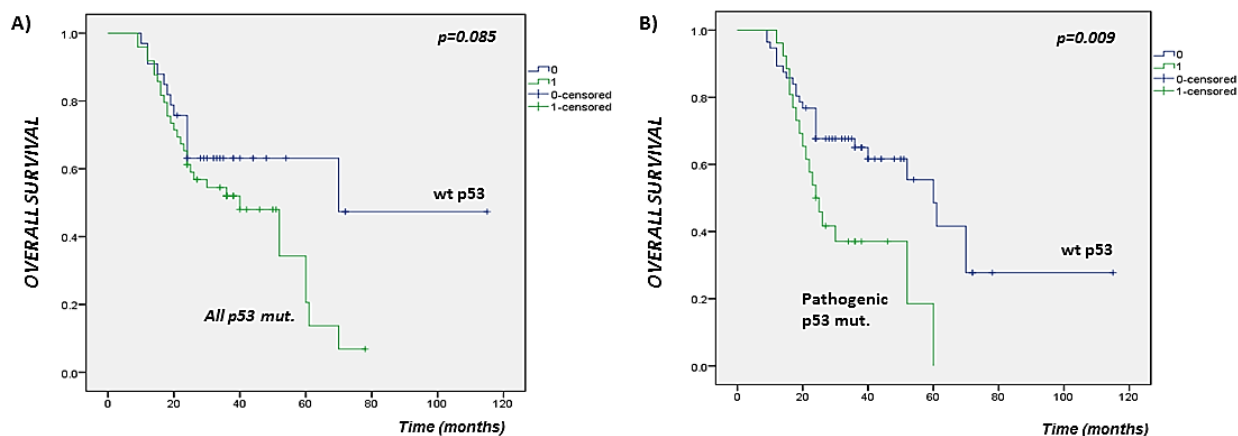 A)
p=0.085
0
1
0-censored
1-censored
OVERALL SURVIVAL
1.0
0.8
0.6
0.4
0.2
0.0
wt p53
All p53 mut.
0 20 40 60 80 100 120
Time (months)
B)
p=0.009
0
1
0-censored
1-censored
OVERALL SURVIVAL
1.0
0.8
0.6
0.4
0.2
0.0
wt p53
Pathogenic
p53 mut.
0 20 40 60 80 100 120
Time (months)